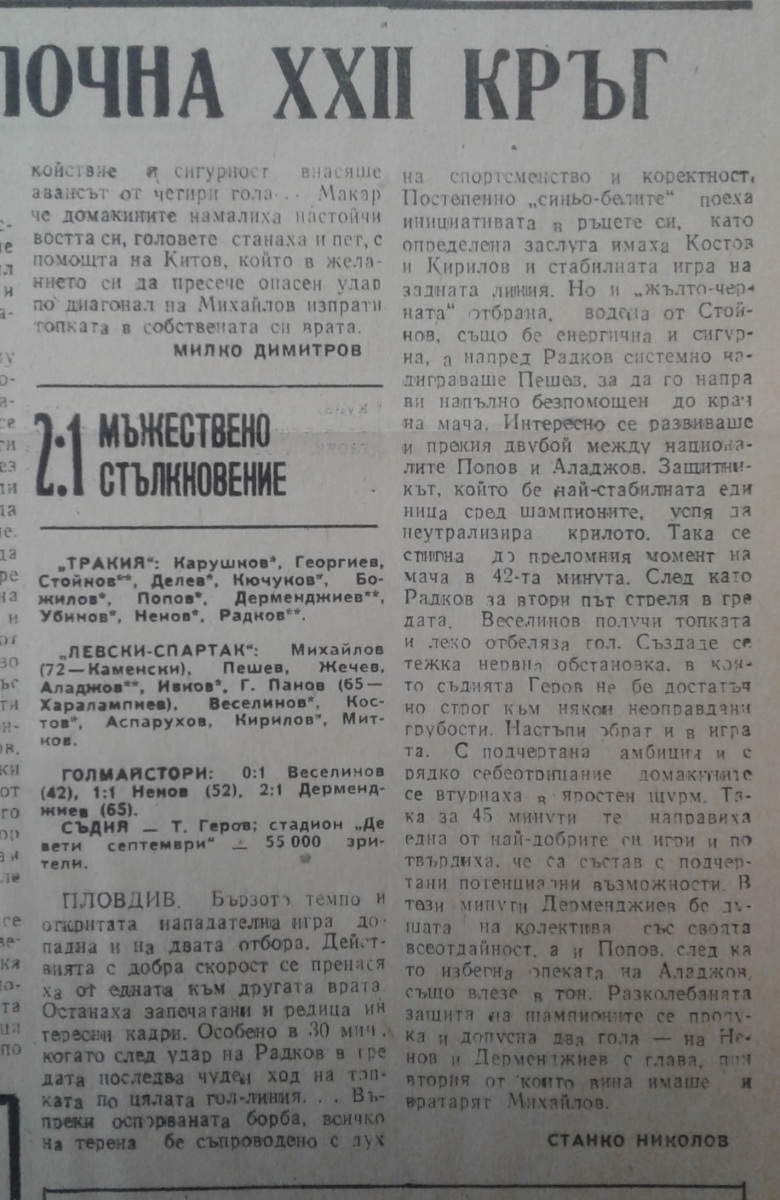 ПОЧНА XXII КРЪГ
койствие и сигурност внасяше
авансът от четири гола... Макар
че домакините намалиха настойчи
востта си, головете станаха и пет, с
помощта на Китов, който в жела-
нието си да пресече опасен удар
по диагонал на Михайлов изпрати
топката в собствената си врата.
МИЛКО ДИМИТРОВ
2:1 МЪЖЕСТВЕНО
СТЪЛКНОВЕНИЕ
„ТРАКИЯ“: Карушков*, Георгиев,
Стойнов**, Делев*, Кючуков*, Бо-
жилов*, Попов*, Дерменджиев**,
Убинов*, Ненов*, Радков**.
„ЛЕВСКИ-СПАРТАК“: Михайлов
(72—Каменски), Пешев, Жечев,
Аладжов**, Ивков*, Г. Панов (65—
Харалампиев), Веселинов*, Кос-
тов*, Аспарухов, Кирилов*, Мит-
ков.
ГОЛМАЙСТОРИ: 0:1 Веселинов
(42), 1:1 Ненов (52), 2:1 Дерменд-
жиев (65).
СЪДИЯ — Т. Геров; стадион „Де
вети септември“ — 55 000 зри-
тели.
ПЛОВДИВ. Бързото темпо и
откритата нападателна игра до-
падна и на двата отбора. Дейст-
вията с добра скорост се пренася
ха от едната към другата врата.
Останаха запечатани и редица ин
тересни кадри. Особено в 30 мин.
когато след удар на Радков в гре
дата последва чуден ход на топ-
ката по цялата гол-линия... Въ-
преки оспорваната борба, всичко
на терена бе съпроводено с дух
на спортсменство и коректност.
Постепенно „синьо-белите“ поеха
инициативата в ръцете си, като
определена заслуга имаха Костов
и Кирилов и стабилната игра на
задната линия. Но и „жълто-чер-
ната“ отбрана, водена от Стой-
нов, също бе енергична и сигур-
на, а напред Радков системно на-
диграваше Пешев, за да го напра
ви напълно безпомощен до края
на мача. Интересно се развиваше
и прекия двубой между национа-
лите Попов и Аладжов. Защитни-
кът, който бе най-стабилната еди
ница сред шампионите, успя да
неутрализира крилото. Така се
стигна до преломния момент на
мача в 42-та минута. След като
Радков за втори път стреля в гре
дата, Веселинов получи топката
и леко отбеляза гол. Създаде се
тежка нервна обстановка, в коя-
то съдията Геров не бе достатъч
но строг към някои неоправдани
грубости. Настъпи обрат и в игра
та. С подчертана амбиция и с
рядко себеотрицание домакините
се втурнаха в яростен щурм. Та-
ка за 45 минути те направиха
една от най-добрите си игри и по
твърдиха, че са състав с подчер-
тани потенциални възможности. В
тези минути Дерменджиев бе ду-
шата на колектива със своята
всеотдайност, а и Попов, след ка
то избегна опеката на Аладжов,
също влезе в тон. Разколебаната
защита на шампионите се пропу-
ка и допусна два гола — на Не-
нов и Дерменджиев с глава, при
втория от които вина имаше и
вратарят Михайлов.
СТАНКО НИКОЛОВ